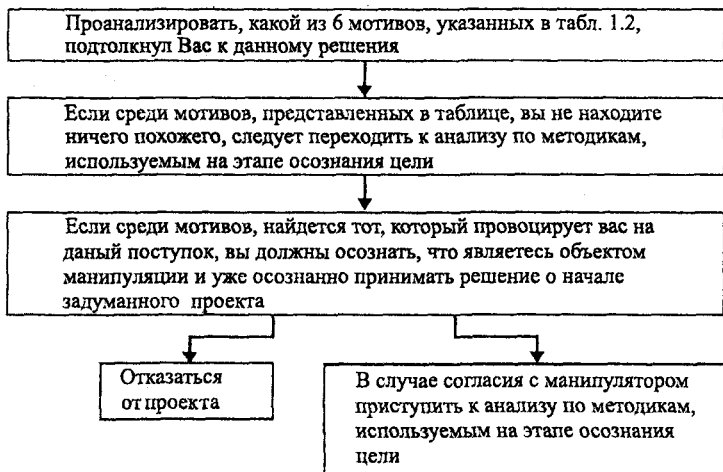 Проанализировать, какой из 6 мотивов, указанных в табл. 1.2,
подтолкнул Вас к данному решения
Если среди мотивов, представленных в таблице, вы не находите
ничего похожего, следует переходить к анализу по методикам,
используемым на этапе осознания цели
Если среди мотивов, найдется тот, который провоцирует вас на
даный поступок, вы должны осознать, что являетесь объектом
манипуляции и уже осознанно принимать решение о начале
задуманного проекта
Отказаться
от проекта
В случае согласия с манипулятором
приступить к анализу по методикам,
используемым на этапе осознания
цели